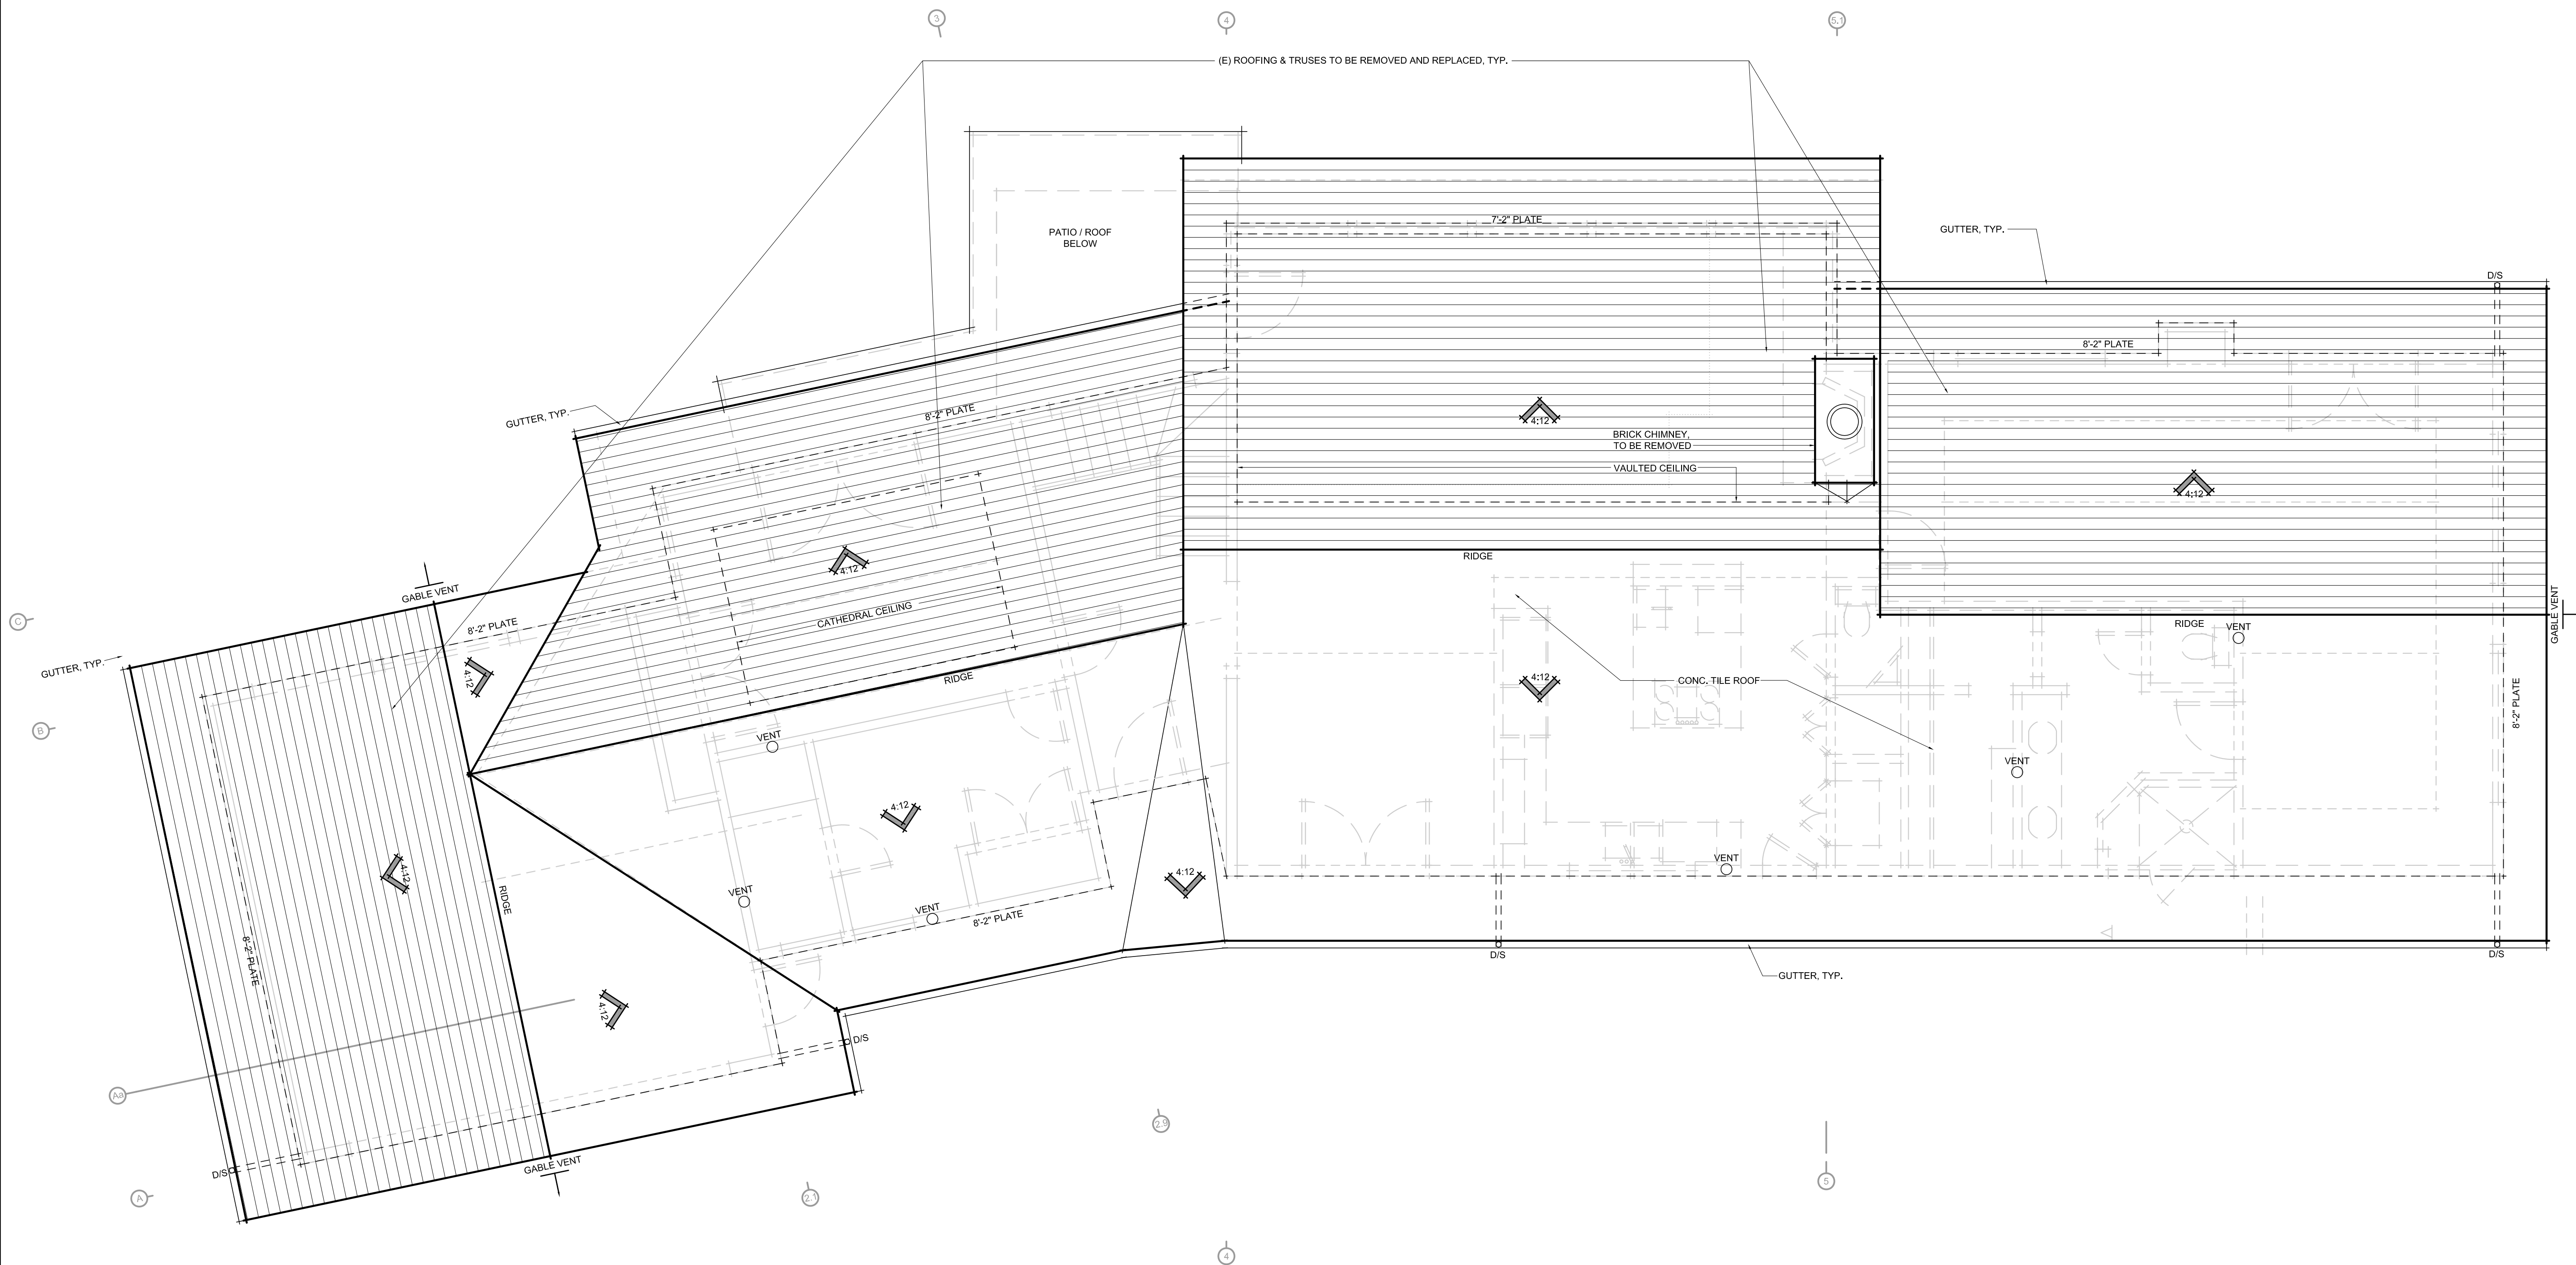 3
4
5.1
(E) ROOFING & TRUSES TO BE REMOVED AND REPLACED, TYP.
PATIO / ROOF
BELOW
7'-2" PLATE
GUTTER, TYP.
D/S
8'-2" PLATE
GUTTER, TYP.
8'-2" PLATE
4:12
BRICK CHIMNEY,
TO BE REMOVED
VAULTED CEILING
4:12
RIDGE
4:12
CATHEDRAL CEILING
GABLE VENT
C
8'-2" PLATE
GUTTER, TYP.
4:12
RIDGE
GABLE VENT
RIDGE
VENT
4:12
CONC. TILE ROOF
8'-2" PLATE
B
VENT
VENT
4:12
4:12
VENT
4:12
VENT
RIDGE
VENT
8'-2" PLATE
8'-2" PLATE
D/S
D/S
GUTTER, TYP.
4:12
D/S
Aa
2.9
GABLE VENT
D/S
A
2.1
5
4